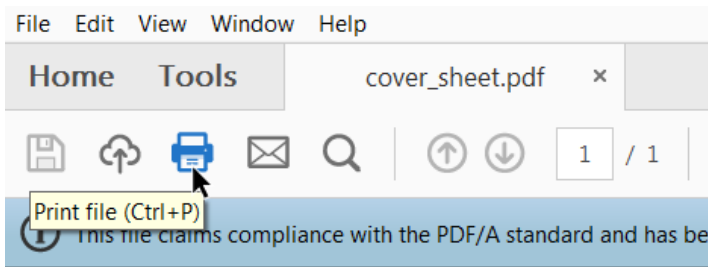 File Edit View Window Help
Home Tools cover_sheet.pdf ×
1 / 1
Print file (Ctrl+P)
This file claims compliance with the PDF/A standard and has be